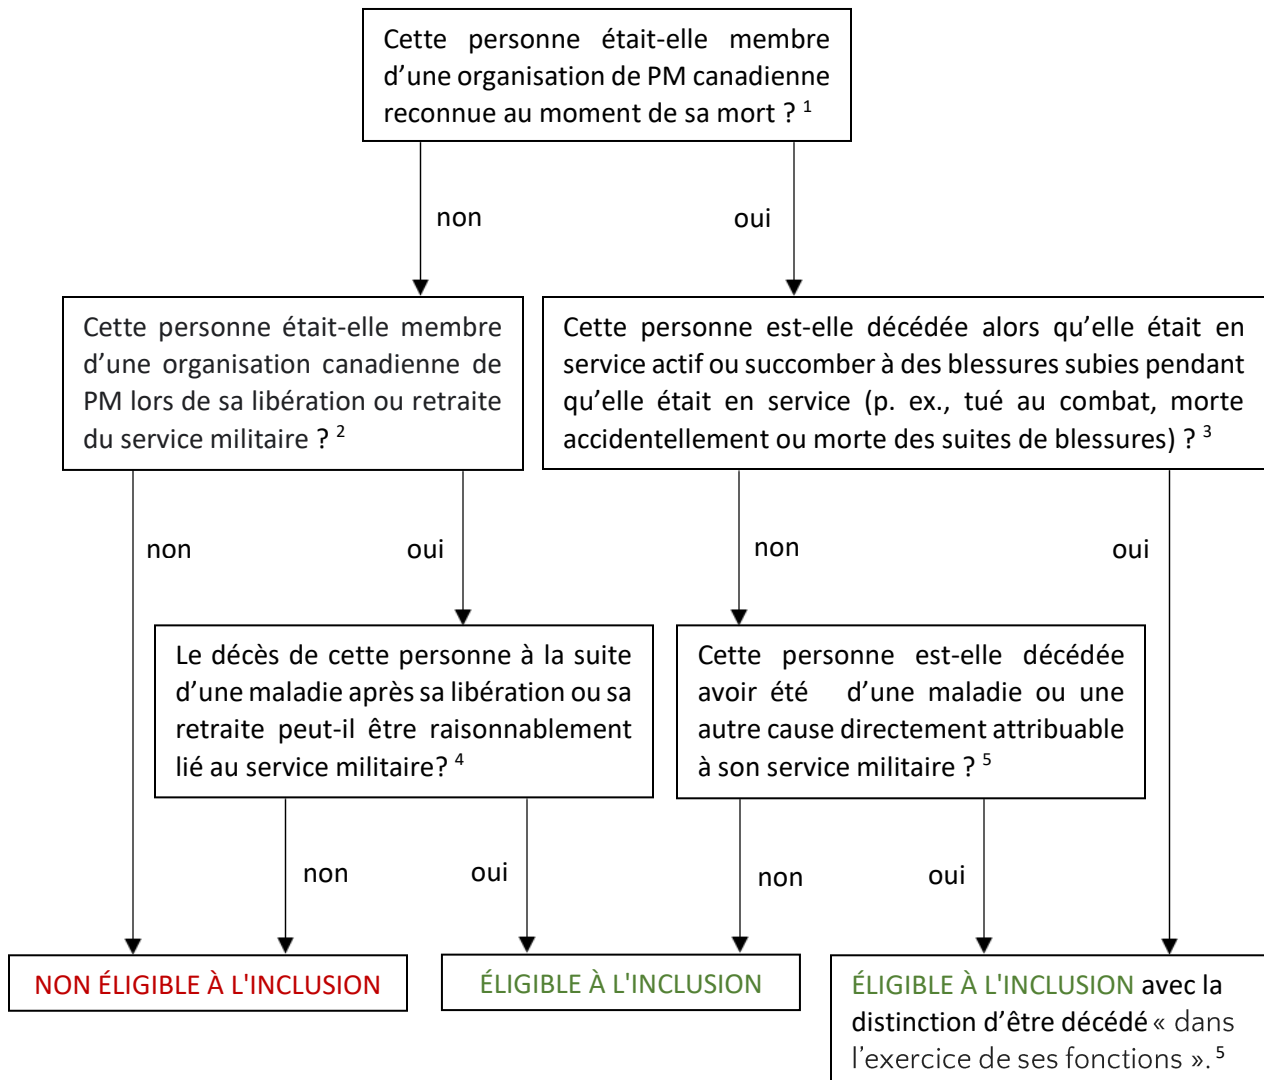 Cette personne était-elle membre
d’une organisation de PM canadienne
reconnue au moment de sa mort ? 1
non
oui
Cette personne était-elle membre
d’une organisation canadienne de
PM lors de sa libération ou retraite
du service militaire ? 2
Cette personne est-elle décédée alors qu’elle était en
service actif ou succomber à des blessures subies pendant
qu’elle était en service (p. ex., tué au combat, morte
accidentellement ou morte des suites de blessures) ? 3
non
oui
non
oui
Le décès de cette personne à la suite
d’une maladie après sa libération ou sa
retraite peut-il être raisonnablement
lié au service militaire? 4
Cette personne est-elle décédée
avoir été d’une maladie ou une
autre cause directement attribuable
à son service militaire ? 5
non
oui
non
oui
NON ÉLIGIBLE À L'INCLUSION
ÉLIGIBLE À L'INCLUSION
ÉLIGIBLE À L'INCLUSION avec la
distinction d’être décédé « dans
l’exercice de ses fonctions ». 5